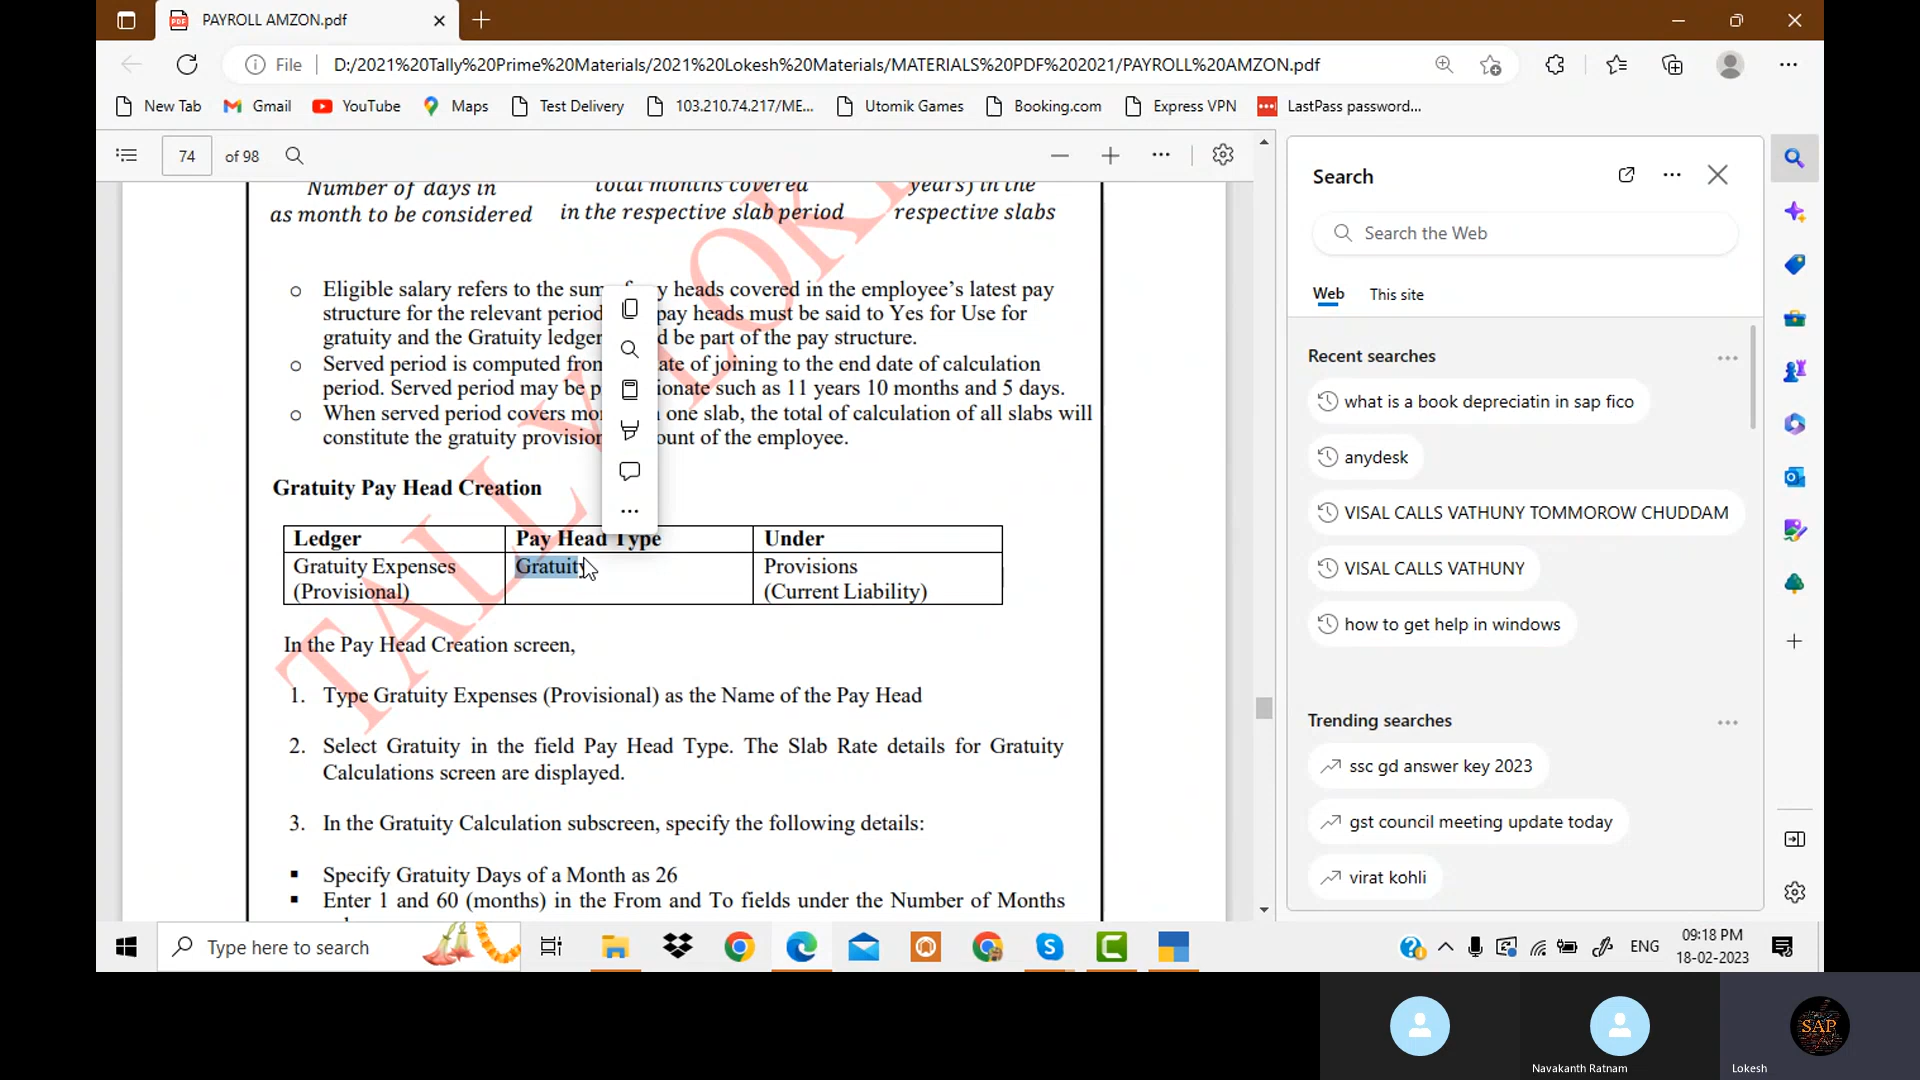 PAYROLL AMZON.pdf
File
D:/2021%20Tally%20Prime%20Materials/2021%20Lokesh%20Materials/MATERIALS%20PDF%202021/PAYROLL%20AMZON.pdf
New Tab
Gmail
YouTube
Maps
Test Delivery
103.210.74.217/ME...
Utomik Games
Booking.com
Express VPN
LastPass password...
74 of 98
Number of days in
as month to be considered
total months covered
in the respective slab period
years) in the
respective slabs
Eligible salary refers to the sum y heads covered in the employee's latest pay
structure for the relevant period pay heads must be said to Yes for Use for
gratuity and the Gratuity ledger d be part of the pay structure.
Served period is computed from ate of joining to the end date of calculation
period. Served period may be p ionate such as 11 years 10 months and 5 days.
When served period covers mo one slab, the total of calculation of all slabs will
constitute the gratuity provision ount of the employee.
Gratuity Pay Head Creation
Ledger Pay Head Type Under
Gratuity Expenses Gratuity Provisions
(Provisional) (Current Liability)
In the Pay Head Creation screen,
1. Type Gratuity Expenses (Provisional) as the Name of the Pay Head
2. Select Gratuity in the field Pay Head Type. The Slab Rate details for Gratuity
Calculations screen are displayed.
3. In the Gratuity Calculation subscreen, specify the following details:
Specify Gratuity Days of a Month as 26
Enter 1 and 60 (months) in the From and To fields under the Number of Months
TALLY LOK
Search
Search the Web
Web This site
Recent searches
what is a book depreciatin in sap fico
anydesk
VISAL CALLS VATHUNY TOMMOROW CHUDDAM
VISAL CALLS VATHUNY
how to get help in windows
Trending searches
ssc gd answer key 2023
gst council meeting update today
virat kohli
Type here to search
ENG
09:18 PM
18-02-2023
SAP
Navakanth Ratnam
Lokesh